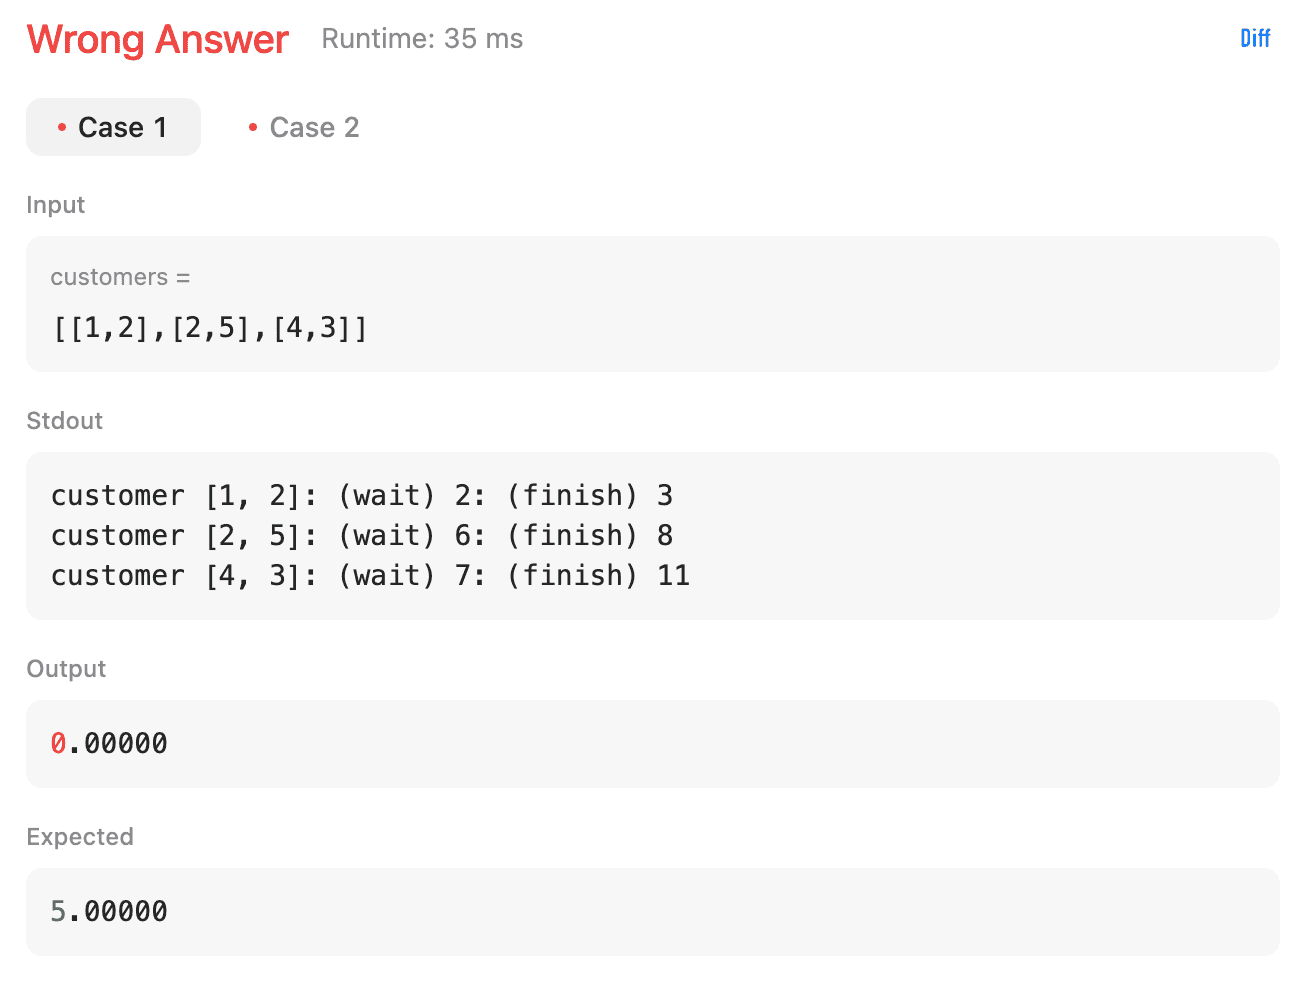 Wrong Answer Runtime: 35 ms Diff
• Case 1 • Case 2
Input
customers =
[[1,2],[2,5],[4,3]]
Stdout
customer [1, 2]: (wait) 2: (finish) 3
customer [2, 5]: (wait) 6: (finish) 8
customer [4, 3]: (wait) 7: (finish) 11
Output
0.00000
Expected
5.00000